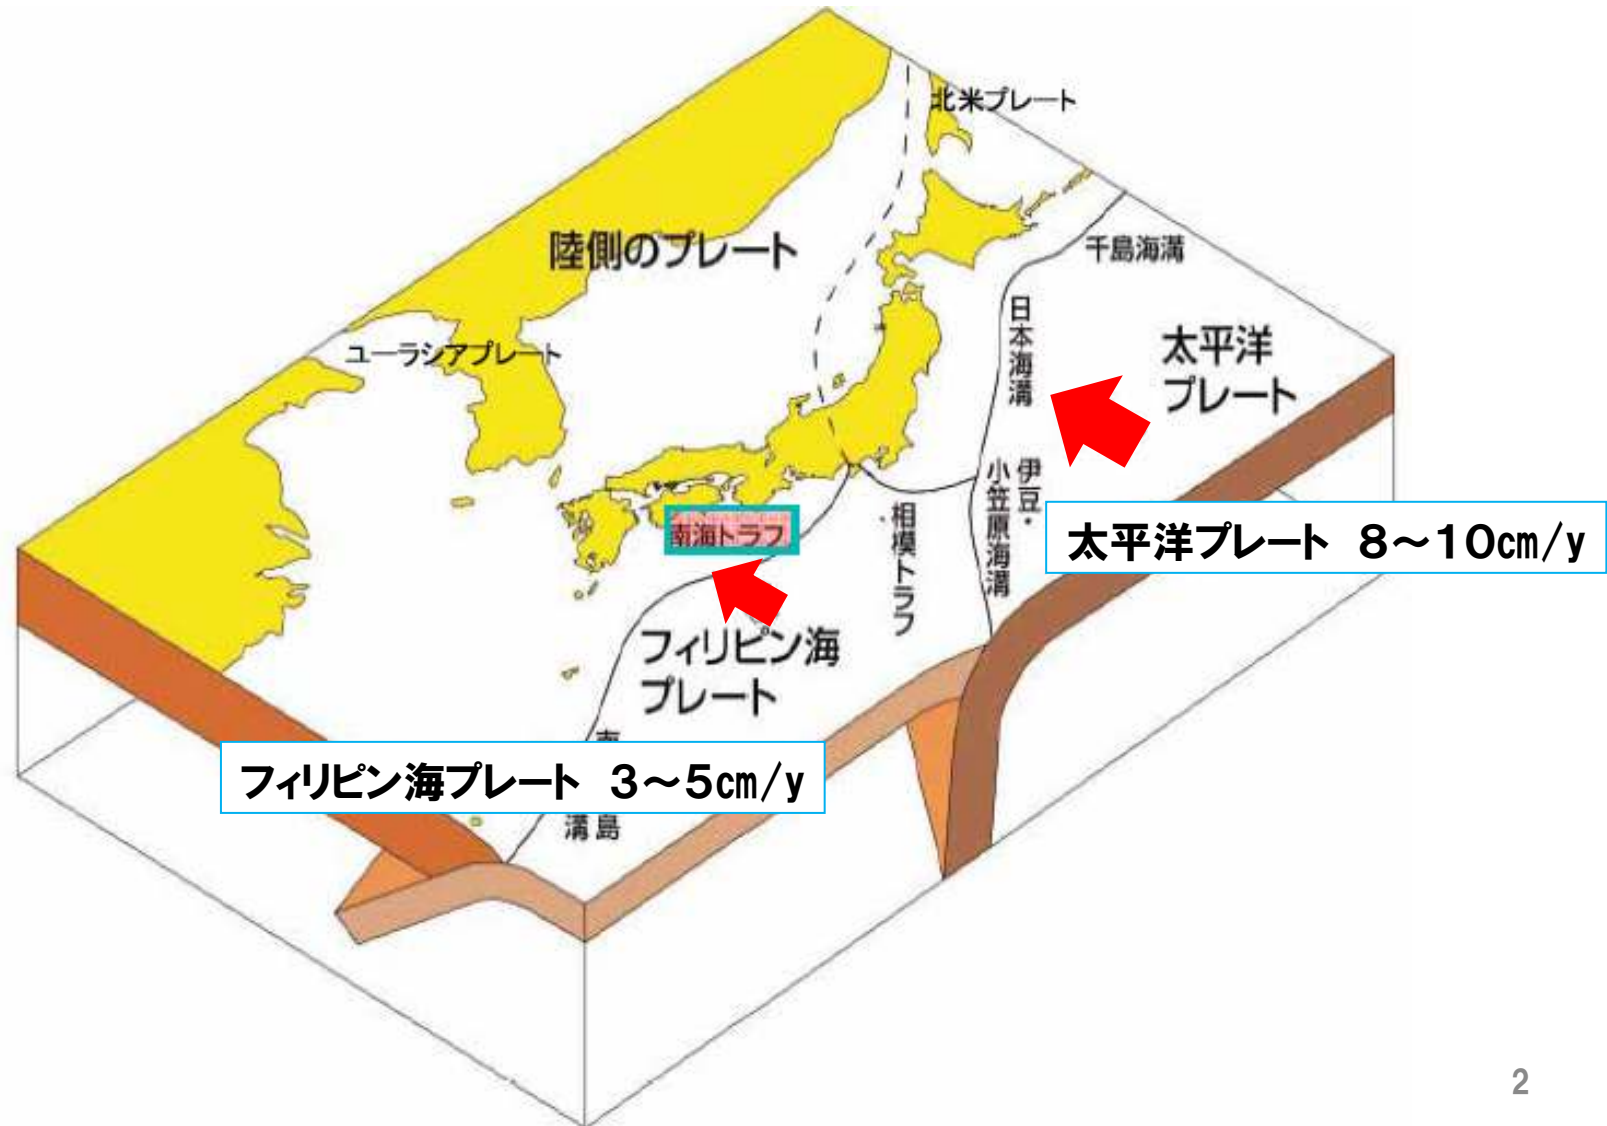 北米プレート
陸側のプレート
千島海溝
ユーラシアプレート
日本海溝
太平洋
プレート
伊豆・
小笠原海溝
太平洋プレート ８～１０㎝/y
南海トラフ
相模トラフ
フィリピン海
プレート
フィリピン海プレート ３～５㎝/y
島
溝
2